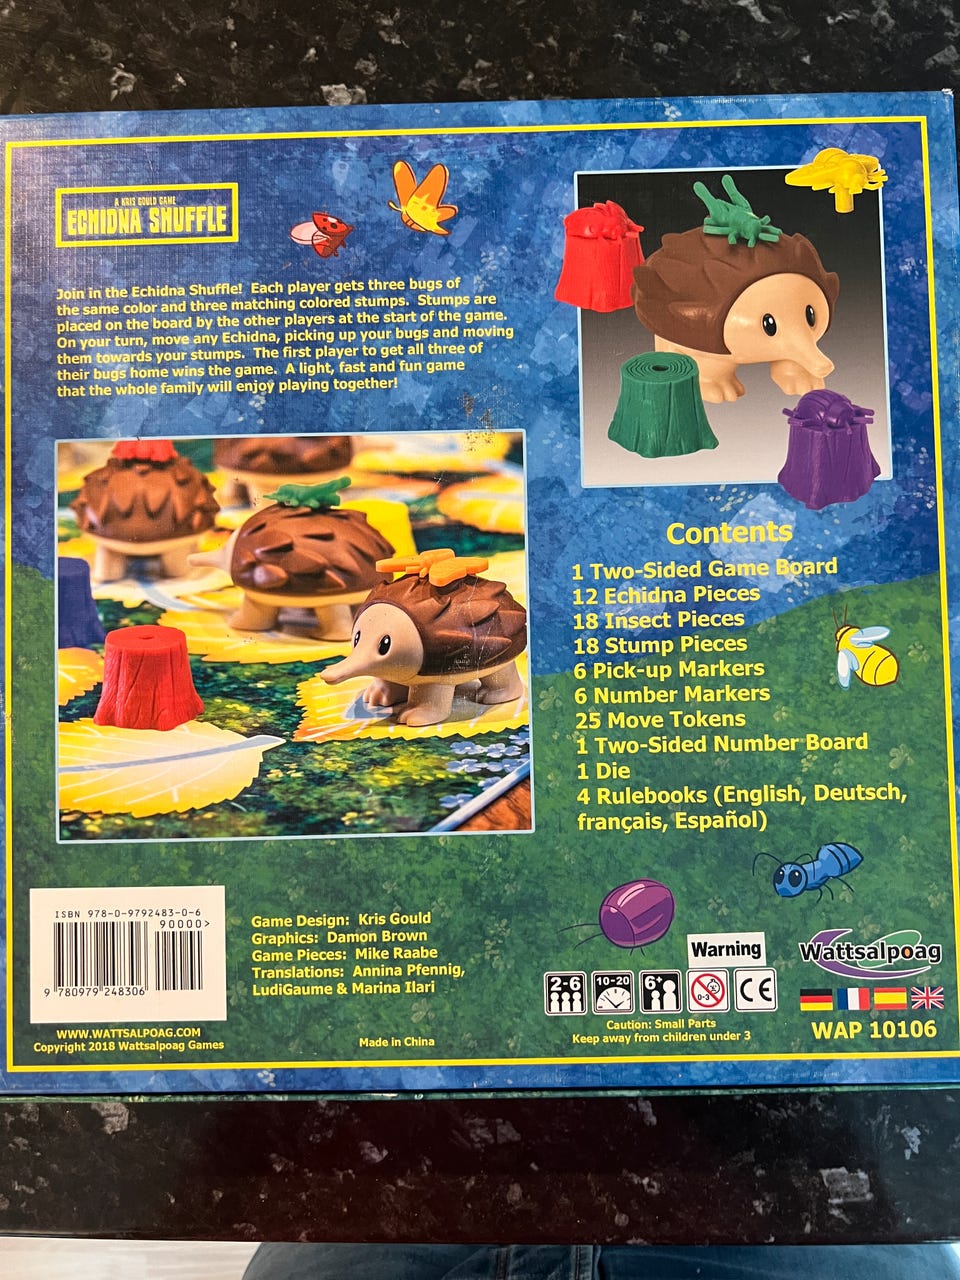 A KRIS GOULD GAME
ECHIDNA SHUFFLE
Join in the Echidna Shuffle! Each player gets three bugs of
the same color and three matching colored stumps. Stumps are
placed on the board by the other players at the start of the game.
On your turn, move any Echidna, picking up your bugs and moving
them towards your stumps. The first player to get all three of
their bugs home wins the game. A light, fast and fun game
that the whole family will enjoy playing together!
Contents
1 Two-Sided Game Board
12 Echidna Pieces
18 Insect Pieces
18 Stump Pieces
6 Pick-up Markers
6 Number Markers
25 Move Tokens
1 Two-Sided Number Board
1 Die
4 Rulebooks (English, Deutsch,
français, Español)
ISBN 978-0-9792483-0-6
90000>
9 780979 248306
WWW.WATTSALPOAG.COM
Copyright 2018 Wattsalpoag Games
Game Design: Kris Gould
Graphics: Damon Brown
Game Pieces: Mike Raabe
Translations: Annina Pfennig,
LudiGaume & Marina Ilari
Made in China
Warning
2-6
10-20
6+
0-3
CE
Caution: Small Parts
Keep away from children under 3
Wattsalpoag
WAP 10106